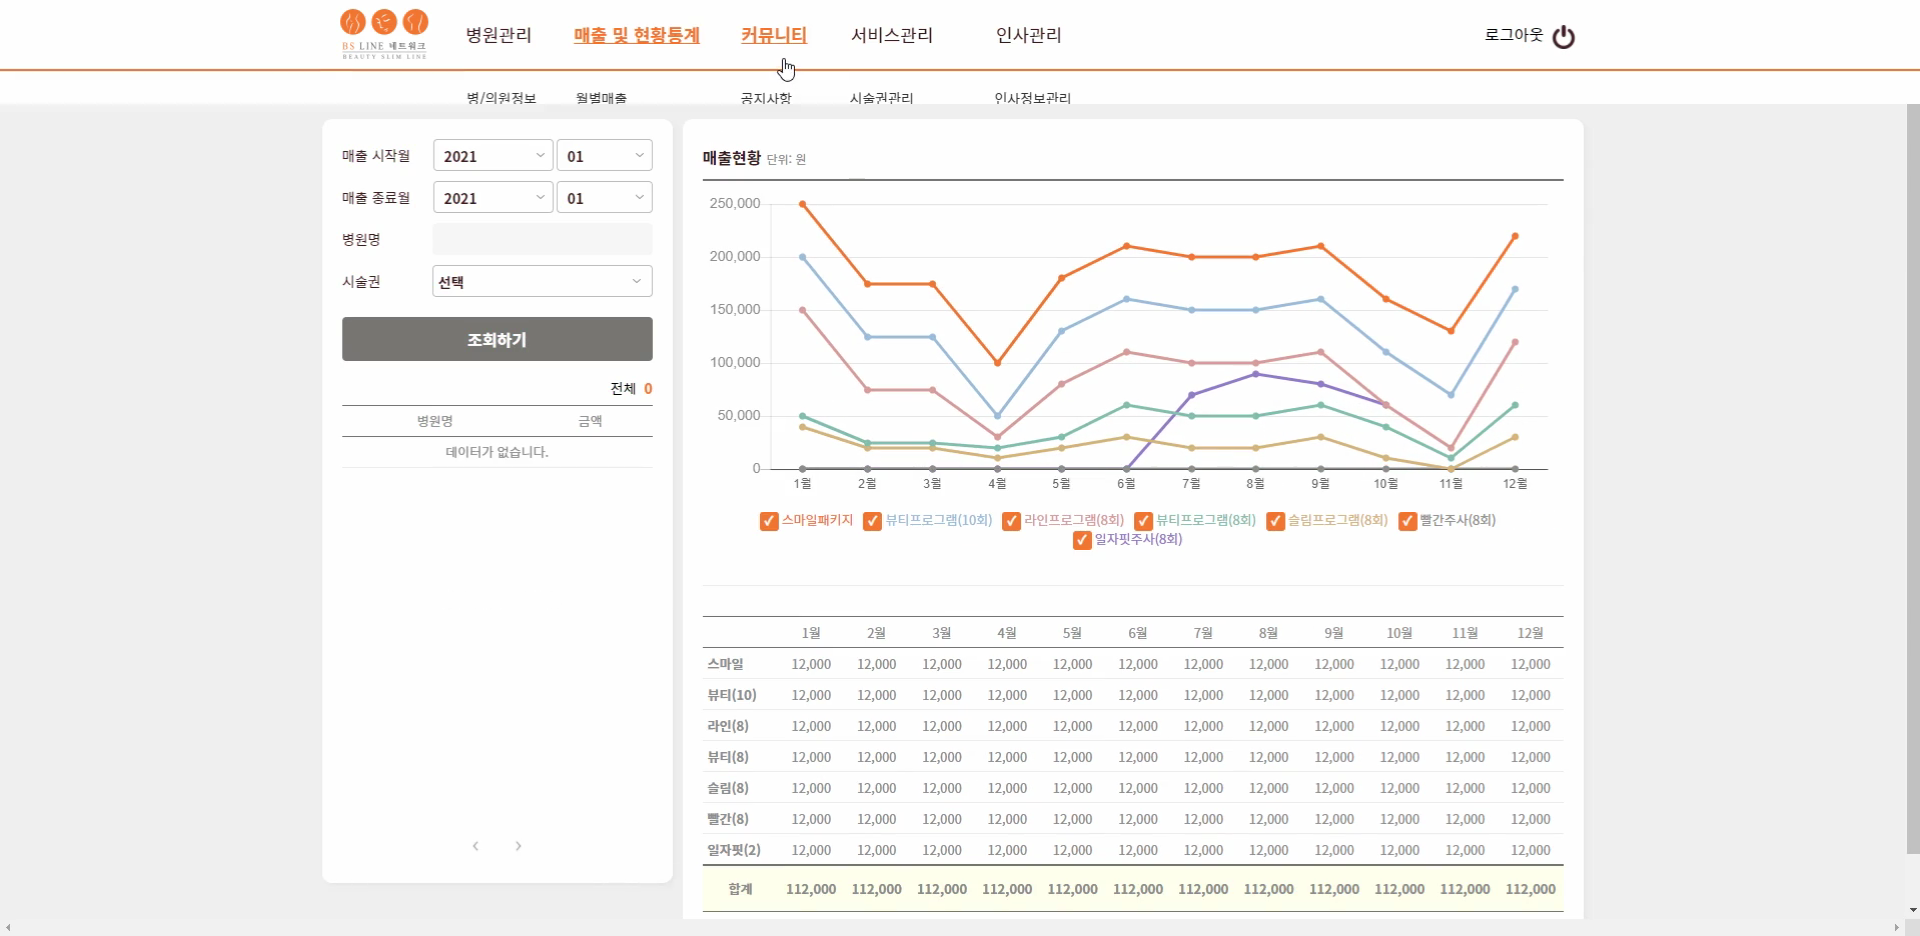 병원관리 매출 및 현황통계 커뮤니티 서비스관리 인사관리 로그아웃
BS LINE 네트워크
BEAUTY SLIM LINE
병/의원정보 월별매출 공지사항 시술권관리 인사정보관리
매출 시작월 2021 01
매출 종료월 2021 01
병원명
시술권 선택
조회하기
전체 0
병원명 금액
데이터가 없습니다.
매출현황 단위: 원
250,000
200,000
150,000
100,000
50,000
0
1월 2월 3월 4월 5월 6월 7월 8월 9월 10월 11월 12월
스마일패키지 뷰티프로그램(10회) 라인프로그램(8회) 뷰티프로그램(8회) 슬림프로그램(8회) 빨간주사(8회)
일자핏주사(8회)
1월 2월 3월 4월 5월 6월 7월 8월 9월 10월 11월 12월
스마일 12,000 12,000 12,000 12,000 12,000 12,000 12,000 12,000 12,000 12,000 12,000 12,000
뷰티(10) 12,000 12,000 12,000 12,000 12,000 12,000 12,000 12,000 12,000 12,000 12,000 12,000
라인(8) 12,000 12,000 12,000 12,000 12,000 12,000 12,000 12,000 12,000 12,000 12,000 12,000
뷰티(8) 12,000 12,000 12,000 12,000 12,000 12,000 12,000 12,000 12,000 12,000 12,000 12,000
슬림(8) 12,000 12,000 12,000 12,000 12,000 12,000 12,000 12,000 12,000 12,000 12,000 12,000
빨간(8) 12,000 12,000 12,000 12,000 12,000 12,000 12,000 12,000 12,000 12,000 12,000 12,000
일자핏(2) 12,000 12,000 12,000 12,000 12,000 12,000 12,000 12,000 12,000 12,000 12,000 12,000
합계 112,000 112,000 112,000 112,000 112,000 112,000 112,000 112,000 112,000 112,000 112,000 112,000